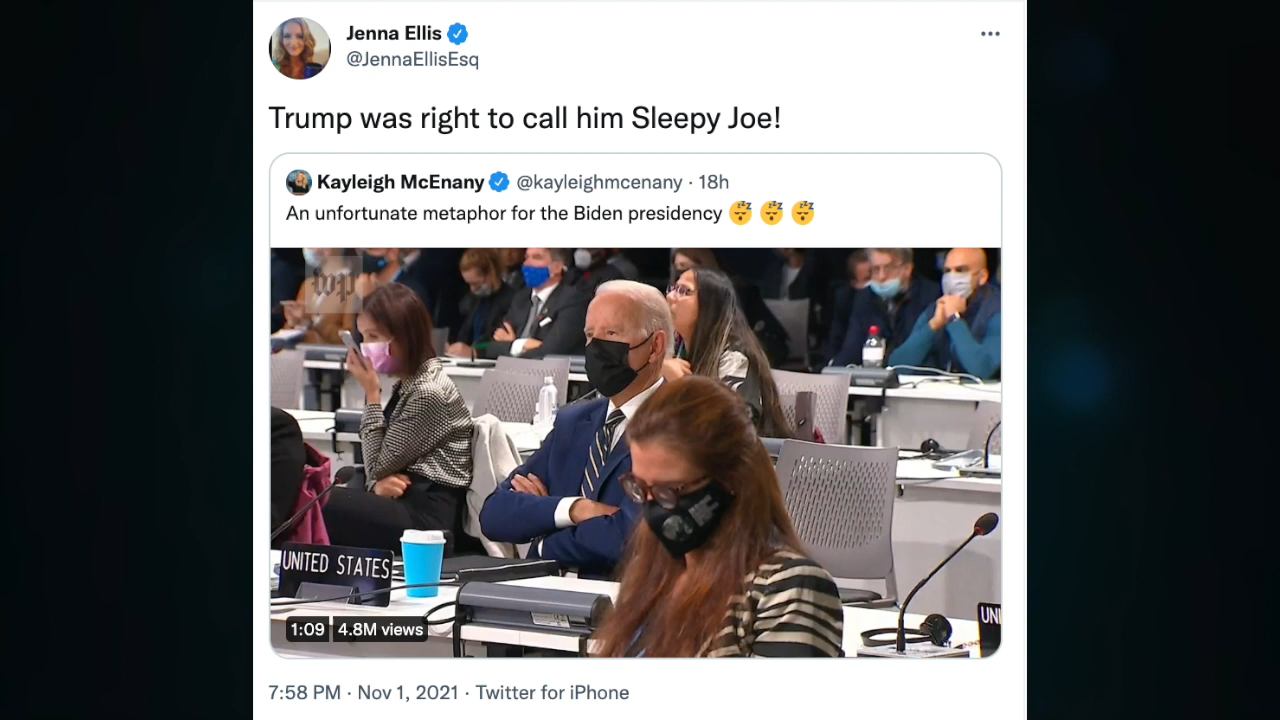 Jenna Ellis
@JennaEllisEsq
Trump was right to call him Sleepy Joe!
Kayleigh McEnany @kayleighmcenany · 18h
An unfortunate metaphor for the Biden presidency 😴 😴 😴
wp
UNITED STATES
UN
1:09 4.8M views
7:58 PM · Nov 1, 2021 · Twitter for iPhone